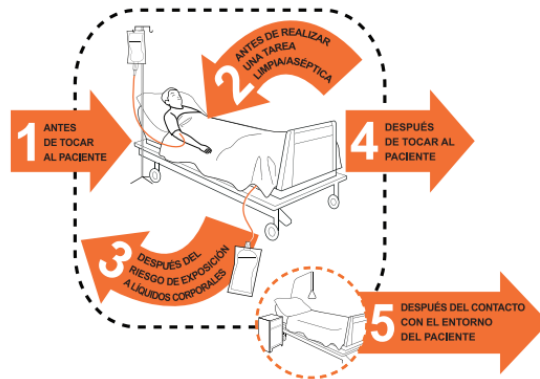 1 ANTES
DE TOCAR
AL PACIENTE
2 ANTES DE REALIZAR
UNA TAREA
LIMPIA/ASÉPTICA
3 DESPUÉS DEL
RIESGO DE EXPOSICIÓN
A LÍQUIDOS CORPORALES
4 DESPUÉS
DE TOCAR AL
PACIENTE
5 DESPUÉS DEL CONTACTO
CON EL ENTORNO
DEL PACIENTE